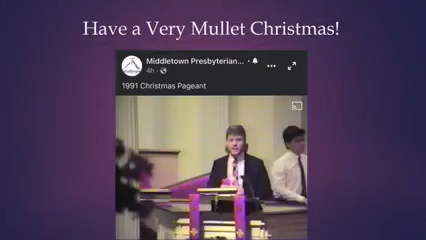 Have a Very Mullet Christmas!
Middletown Presbyterian... ·
4h ·
1991 Christmas Pageant